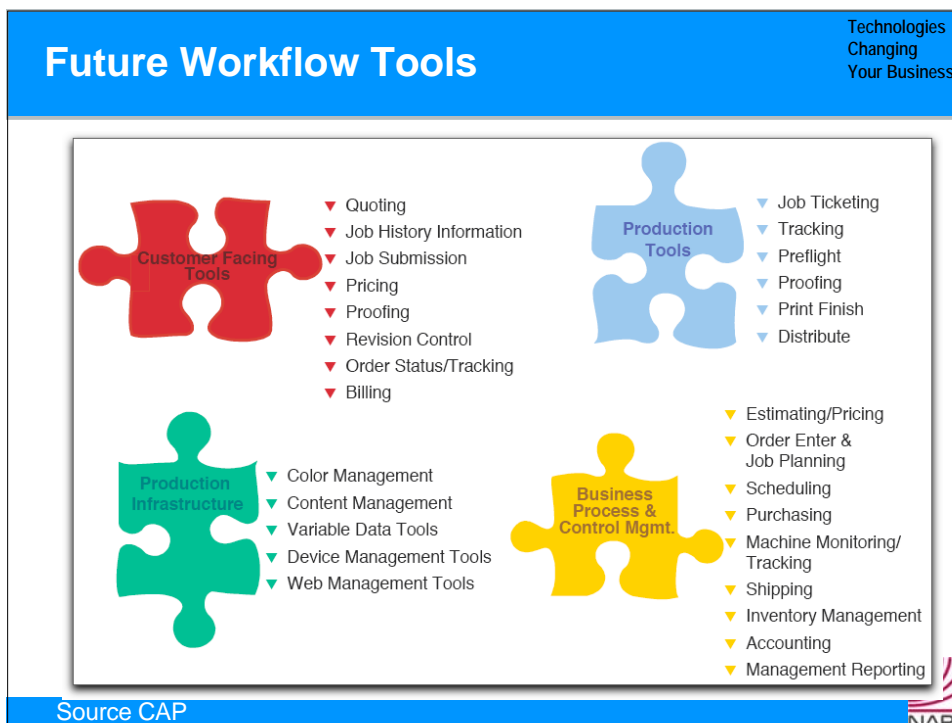 Future Workflow Tools
Technologies
Changing
Your Business
Customer Facing
Tools
Quoting
Job History Information
Job Submission
Pricing
Proofing
Revision Control
Order Status/Tracking
Billing
Production
Tools
Job Ticketing
Tracking
Preflight
Proofing
Print Finish
Distribute
Production
Infrastructure
Color Management
Content Management
Variable Data Tools
Device Management Tools
Web Management Tools
Business
Process &
Control Mgmt.
Estimating/Pricing
Order Enter &
Job Planning
Scheduling
Purchasing
Machine Monitoring/
Tracking
Shipping
Inventory Management
Accounting
Management Reporting
Source CAP